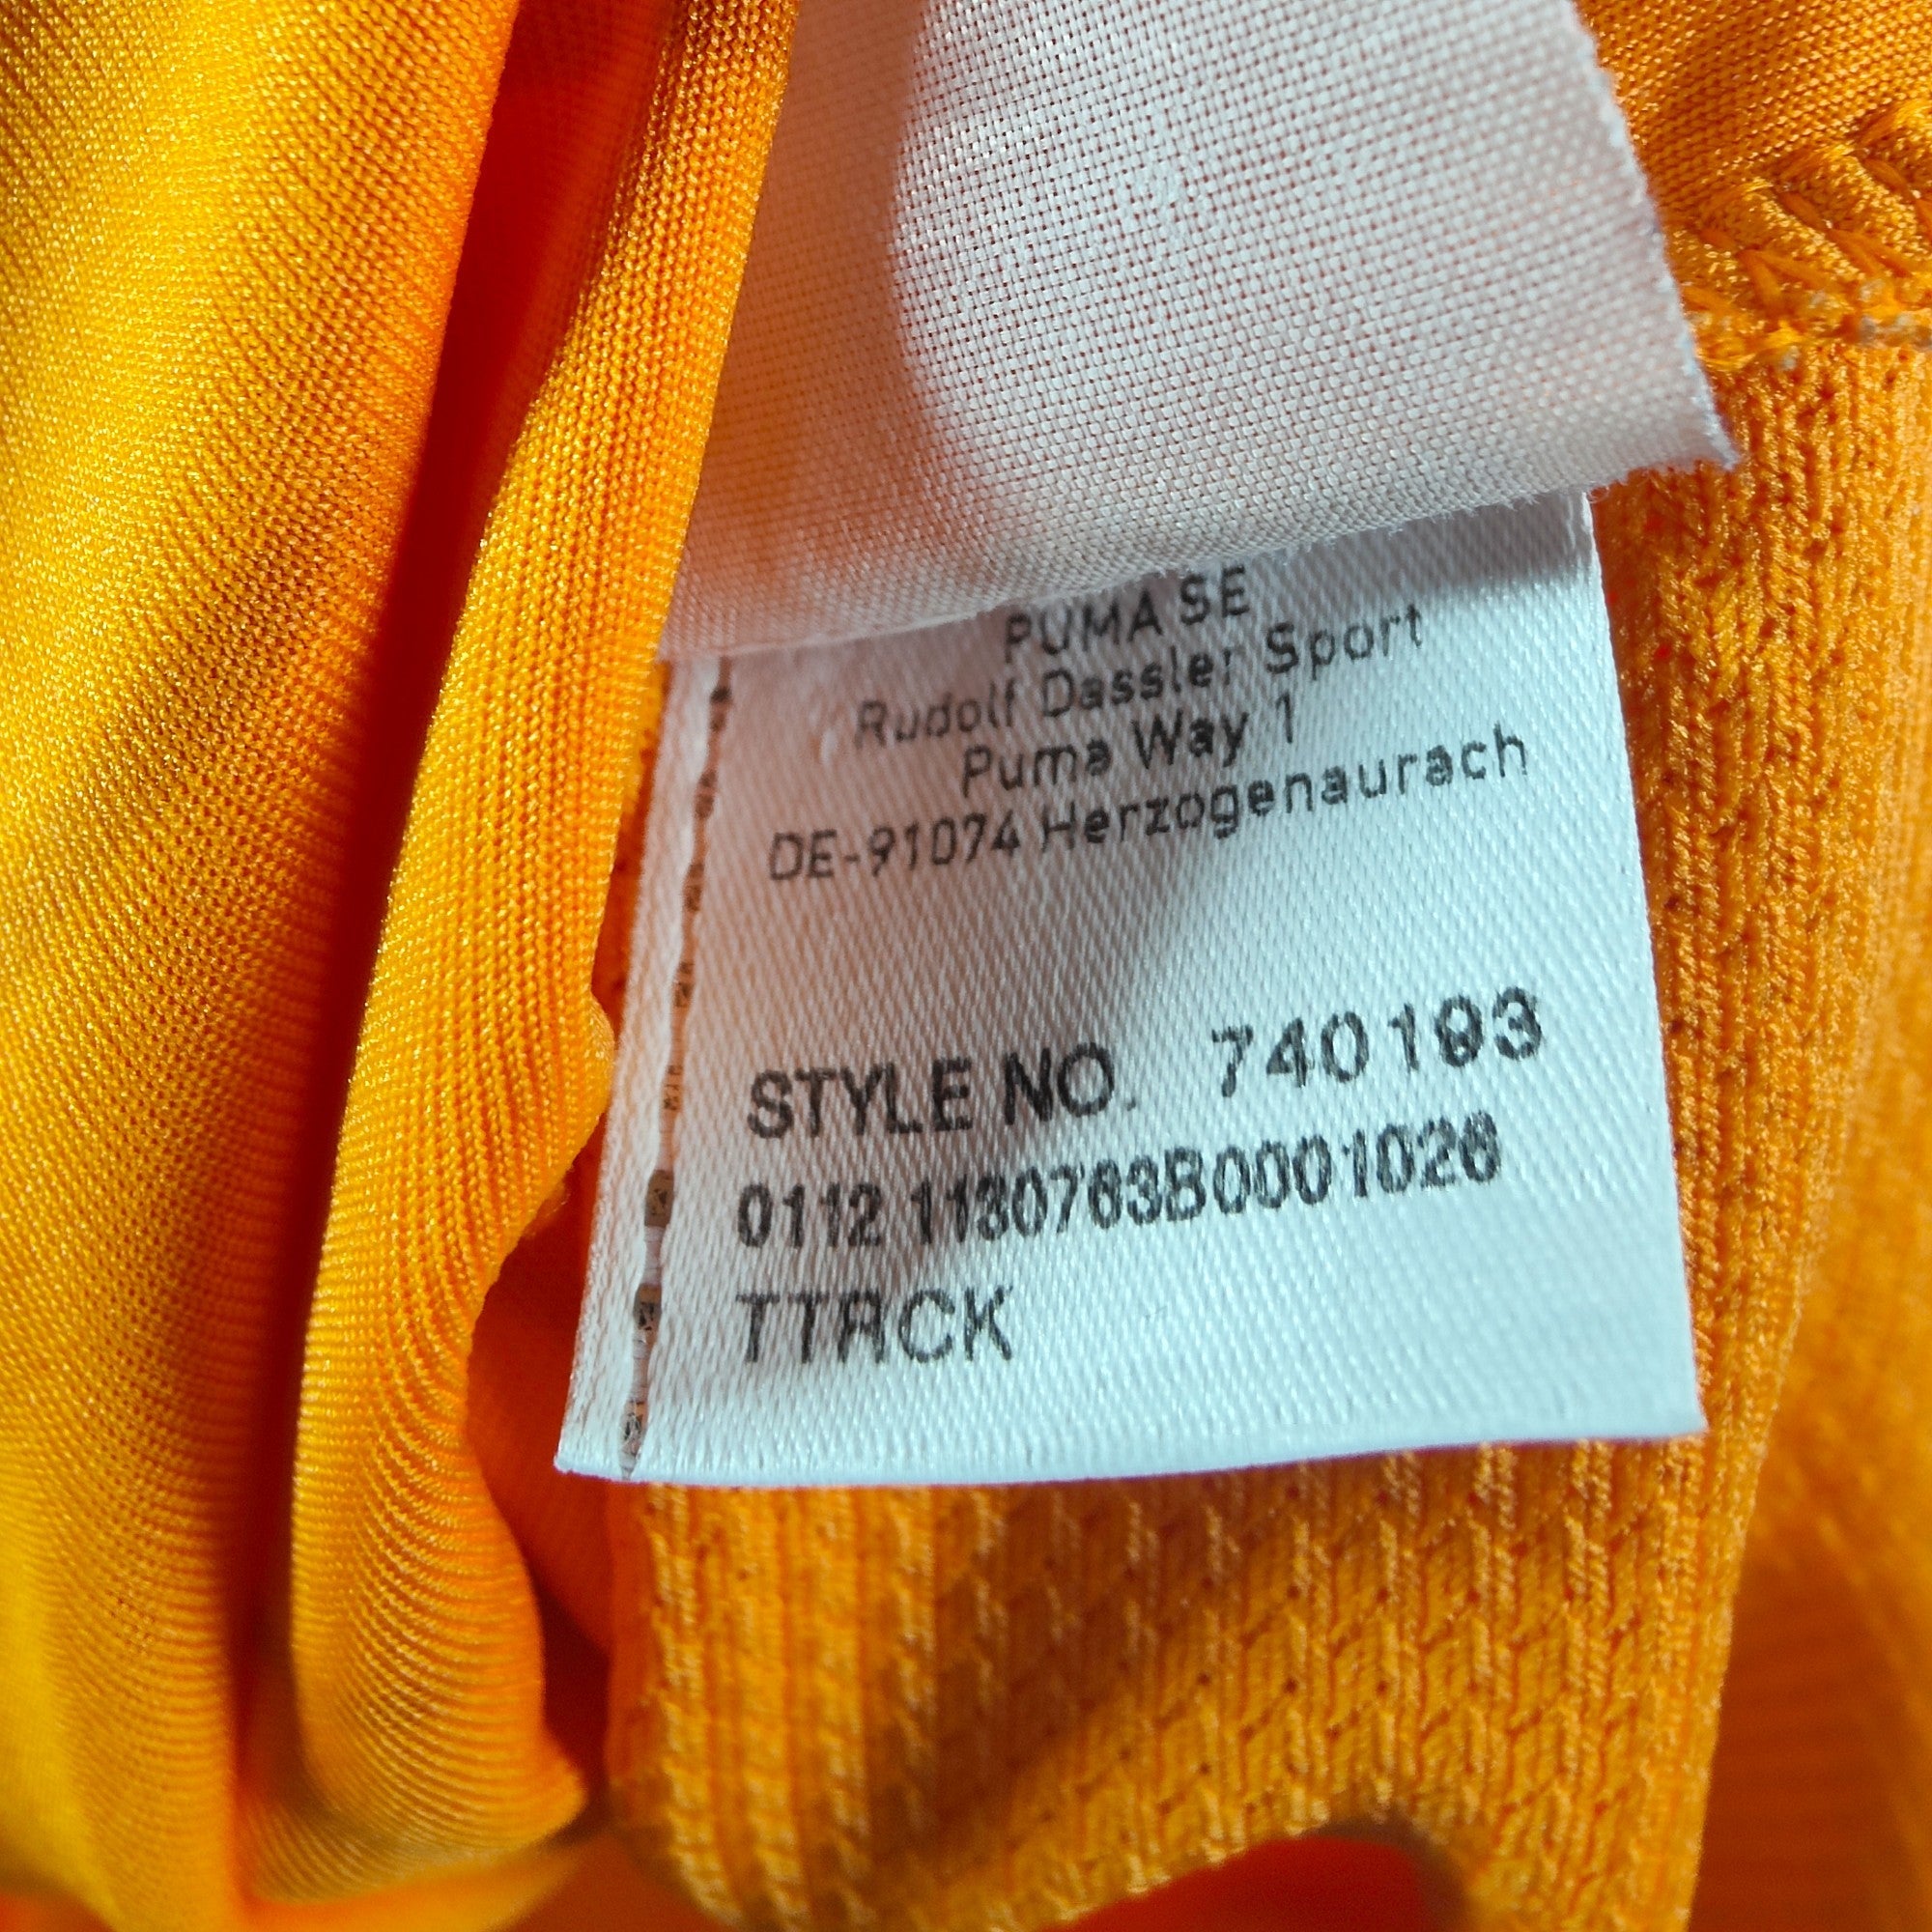 PUMA SE
Rudolf Dassler Sport
Puma Way 1
DE-91074 Herzogenaurach
STYLE NO. 740193
0112 1130763B0001026
TTRCK